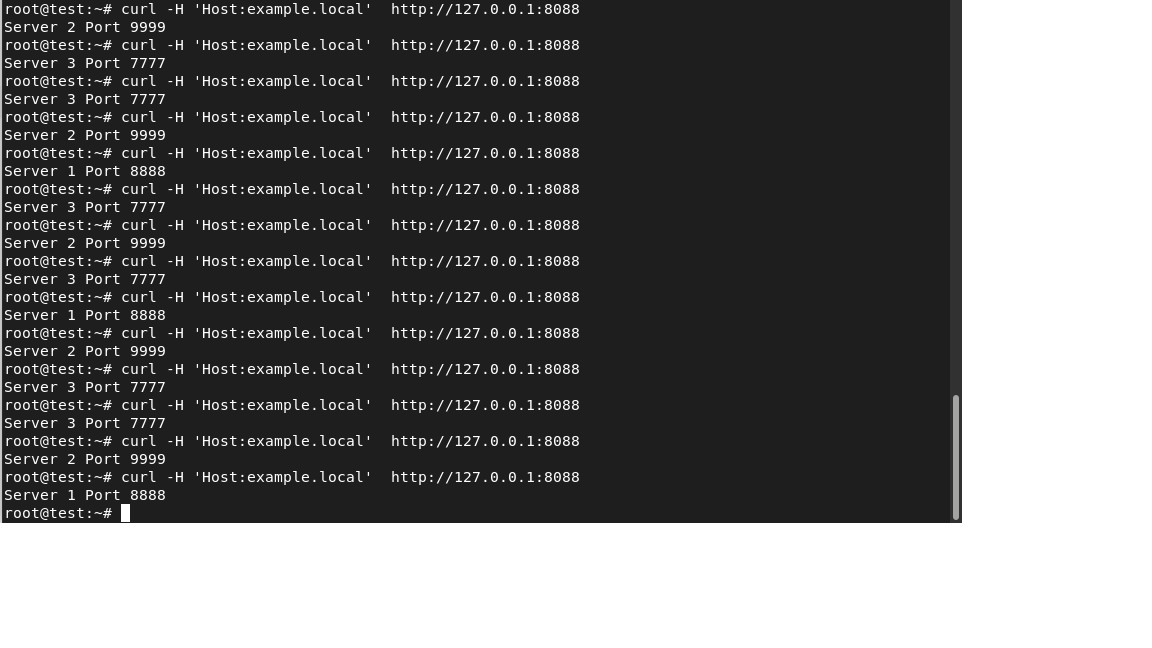 root@test:~# curl -H 'Host:example.local'  http://127.0.0.1:8088
Server 2 Port 9999
root@test:~# curl -H 'Host:example.local'  http://127.0.0.1:8088
Server 3 Port 7777
root@test:~# curl -H 'Host:example.local'  http://127.0.0.1:8088
Server 3 Port 7777
root@test:~# curl -H 'Host:example.local'  http://127.0.0.1:8088
Server 2 Port 9999
root@test:~# curl -H 'Host:example.local'  http://127.0.0.1:8088
Server 1 Port 8888
root@test:~# curl -H 'Host:example.local'  http://127.0.0.1:8088
Server 3 Port 7777
root@test:~# curl -H 'Host:example.local'  http://127.0.0.1:8088
Server 2 Port 9999
root@test:~# curl -H 'Host:example.local'  http://127.0.0.1:8088
Server 3 Port 7777
root@test:~# curl -H 'Host:example.local'  http://127.0.0.1:8088
Server 1 Port 8888
root@test:~# curl -H 'Host:example.local'  http://127.0.0.1:8088
Server 2 Port 9999
root@test:~# curl -H 'Host:example.local'  http://127.0.0.1:8088
Server 3 Port 7777
root@test:~# curl -H 'Host:example.local'  http://127.0.0.1:8088
Server 3 Port 7777
root@test:~# curl -H 'Host:example.local'  http://127.0.0.1:8088
Server 2 Port 9999
root@test:~# curl -H 'Host:example.local'  http://127.0.0.1:8088
Server 1 Port 8888
root@test:~#